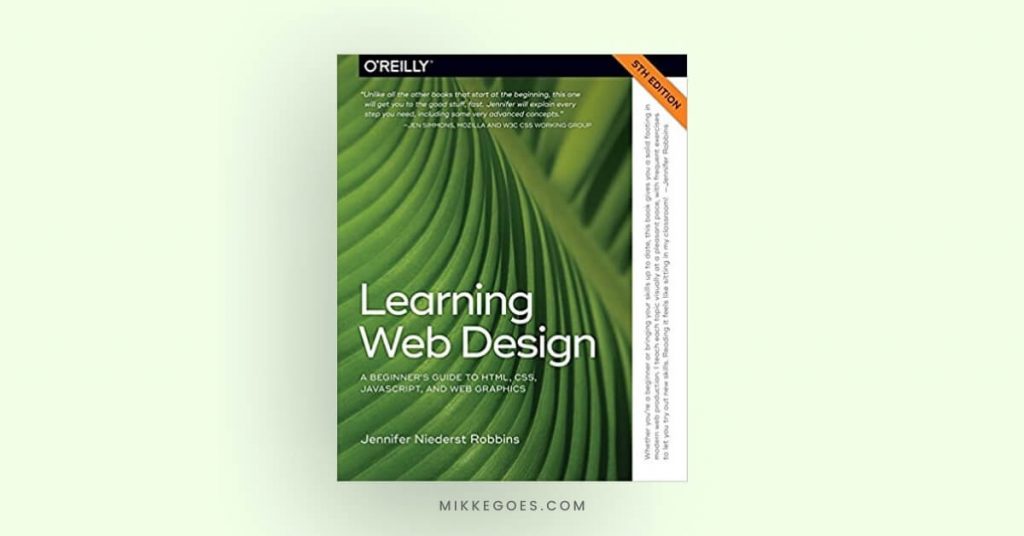 O'REILLY®
5TH EDITION
"Unlike all the other books that start at the beginning, this one
will get you to the good stuff, fast. Jennifer will explain every
step you need, including some very advanced concepts."
—JEN SIMMONS, MOZILLA AND W3C CSS WORKING GROUP
Learning
Web Design
A BEGINNER'S GUIDE TO HTML, CSS,
JAVASCRIPT, AND WEB GRAPHICS
Jennifer Niederst Robbins
Whether you're a beginner or bringing your skills up to date, this book gives you a solid footing in
modern web production. I teach each topic visually at a pleasant pace, with frequent exercises
to let you try out new skills. Reading it feels like sitting in my classroom! —Jennifer Robbins
MIKKEGOES.COM